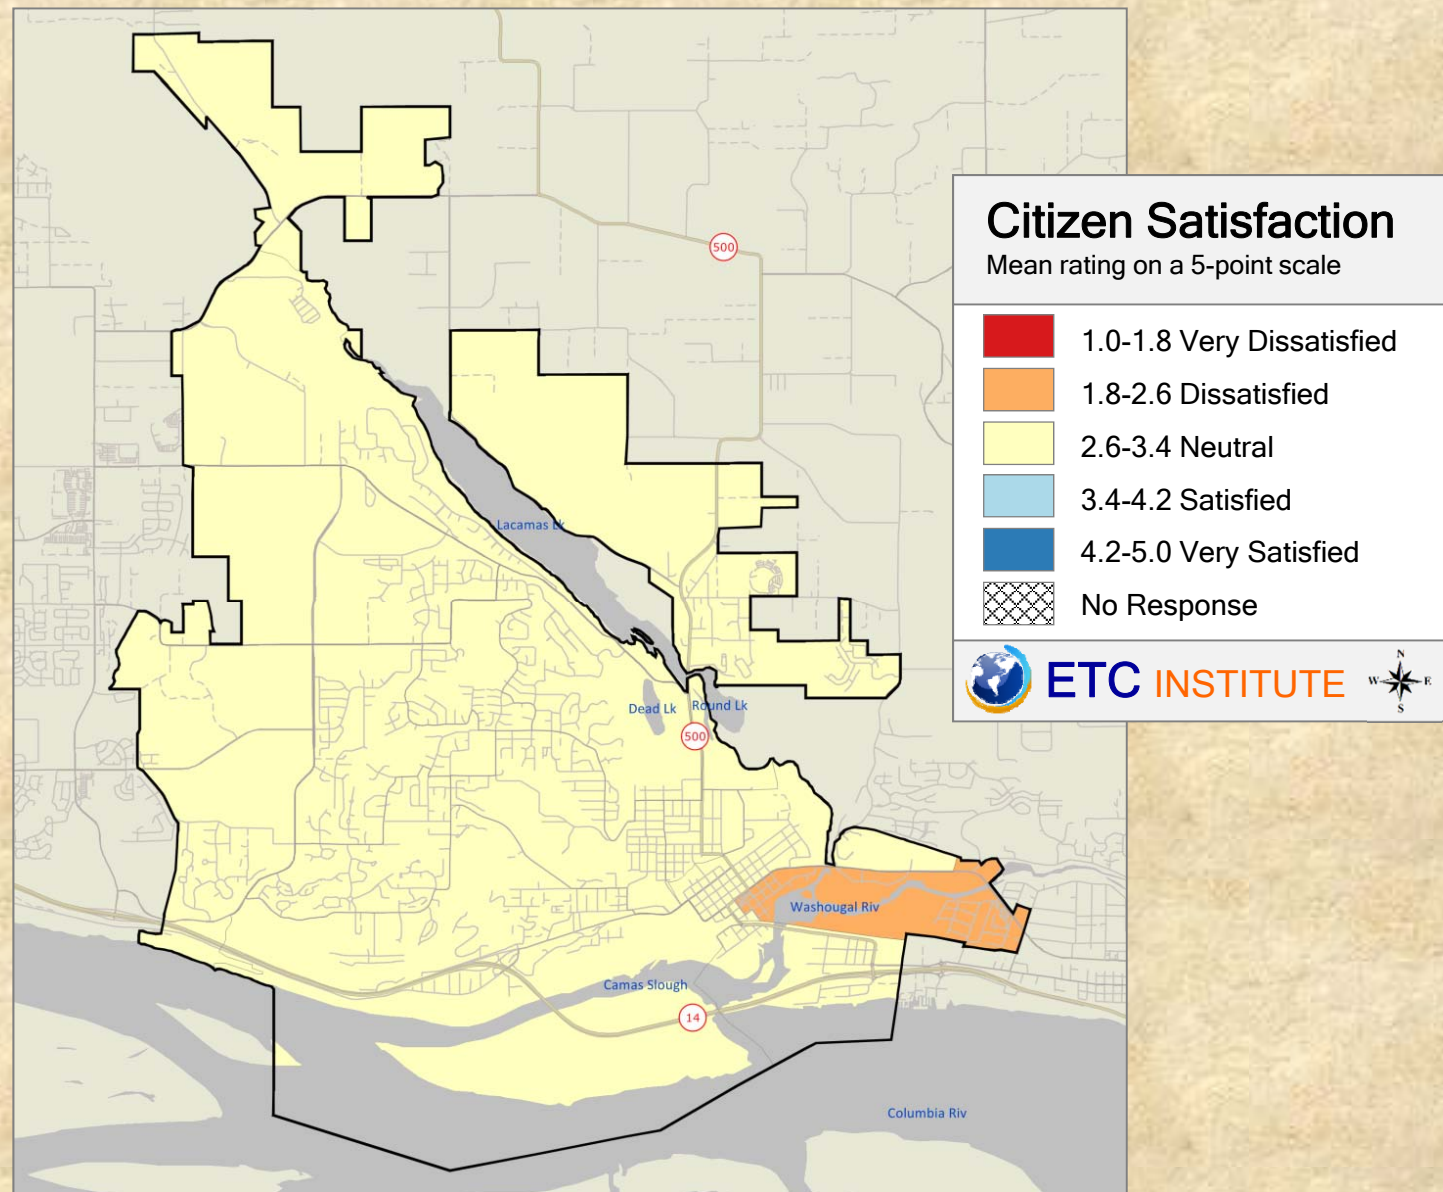 500
Citizen Satisfaction
Mean rating on a 5-point scale
1.0-1.8 Very Dissatisfied
1.8-2.6 Dissatisfied
2.6-3.4 Neutral
3.4-4.2 Satisfied
4.2-5.0 Very Satisfied
No Response
ETC INSTITUTE
N
W E
S
Lacamas Lk
Dead Lk
Round Lk
500
Washougal Riv
Camas Slough
14
Columbia Riv